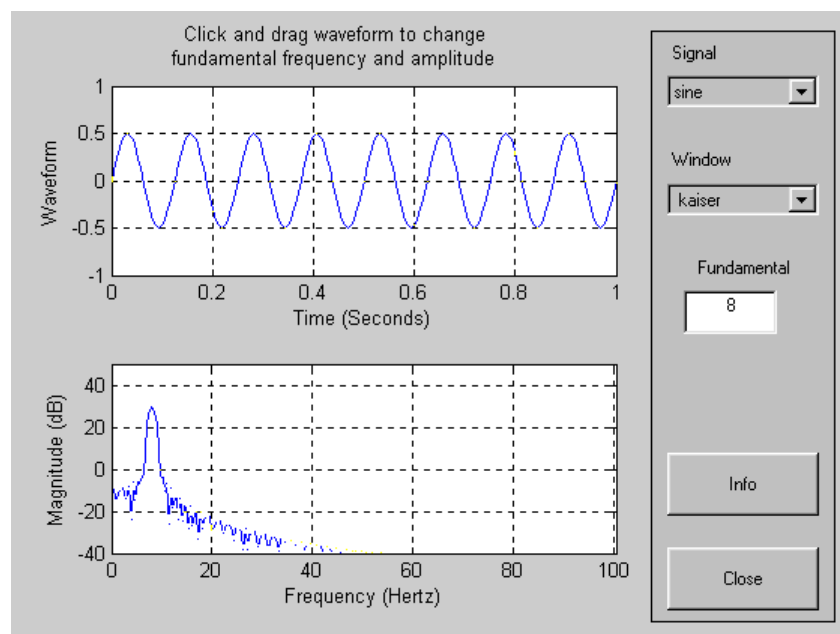 Click and drag waveform to change
fundamental frequency and amplitude
Waveform
1
0.5
0
-0.5
-1
0
0.2
0.4
0.6
0.8
1
Time (Seconds)
Magnitude (dB)
40
20
0
-20
-40
0
20
40
60
80
100
Frequency (Hertz)
Signal
sine
Window
kaiser
Fundamental
8
Info
Close